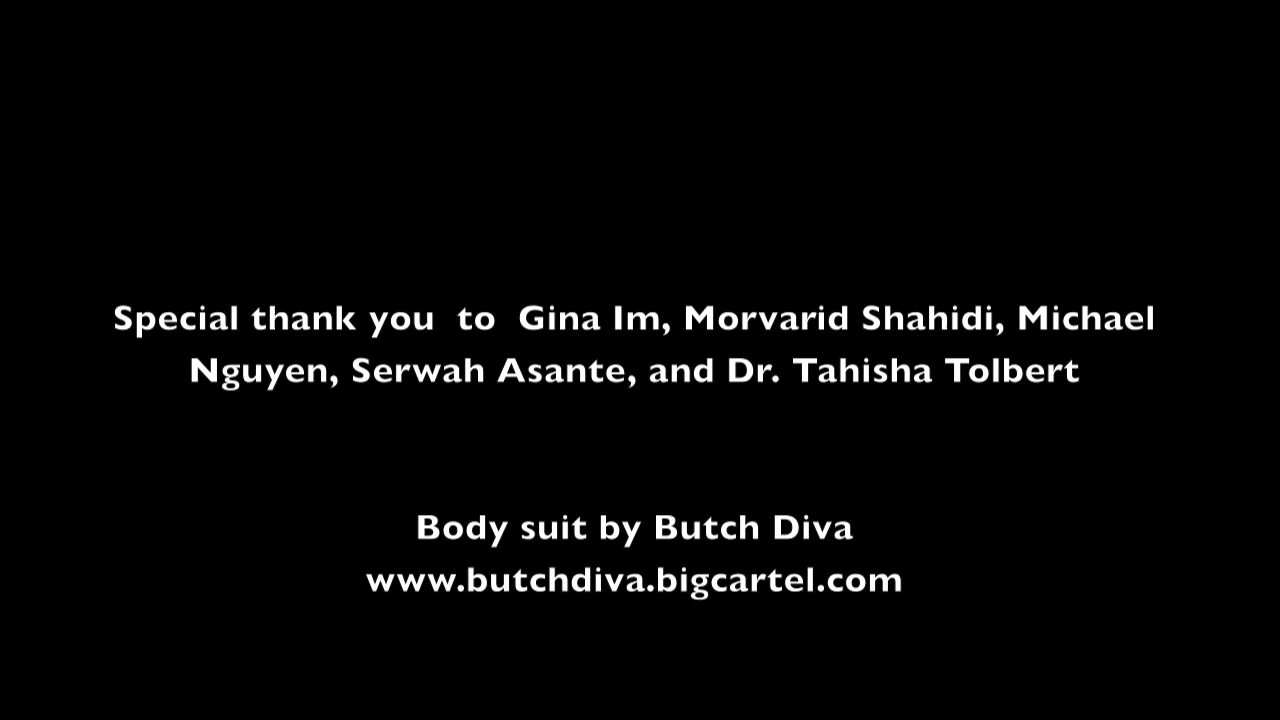 Special thank you  to  Gina Im, Morvarid Shahidi, Michael
Nguyen, Serwah Asante, and Dr. Tahisha Tolbert
Body suit by Butch Diva
www.butchdiva.bigcartel.com